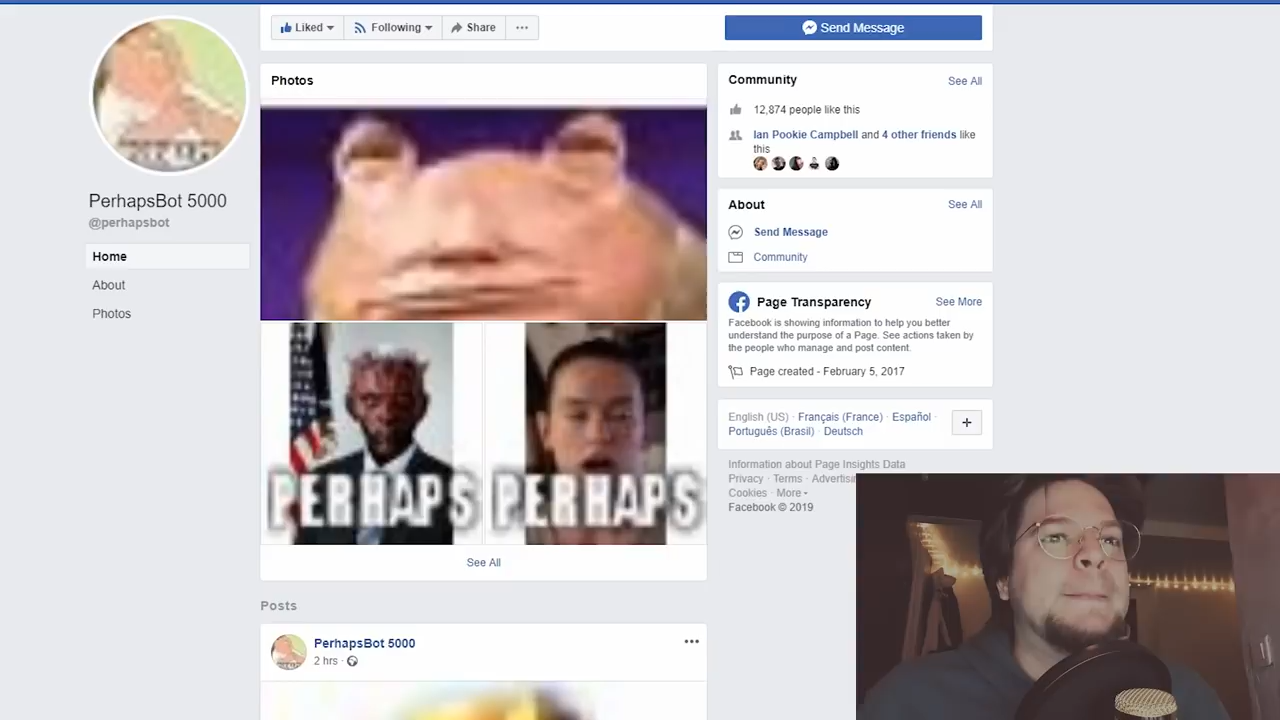 Liked
Following
Share
Send Message
PerhapsBot 5000
@perhapsbot
Home
About
Photos
Photos
PERHAPS
PERHAPS
See All
Posts
PerhapsBot 5000
2 hrs ·
Community
See All
12,874 people like this
Ian Pookie Campbell and 4 other friends like
this
About
See All
Send Message
Community
Page Transparency
See More
Facebook is showing information to help you better
understand the purpose of a Page. See actions taken by
the people who manage and post content.
Page created - February 5, 2017
English (US) · Français (France) · Español ·
Português (Brasil) · Deutsch
+
Information about Page Insights Data
Privacy · Terms ·
Cookies · More
Facebook © 2019